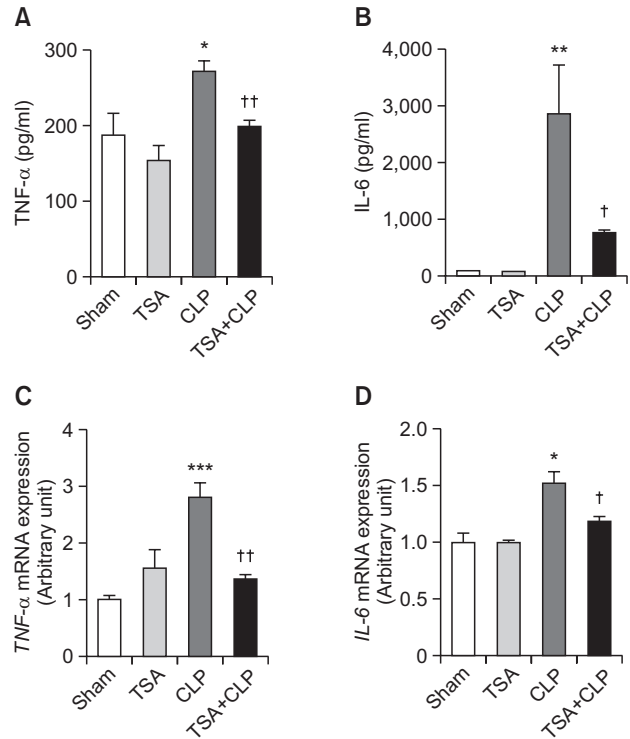 A
TNF-α (pg/ml)
300
200
100
0
*
††
Sham
TSA
CLP
TSA+CLP
B
IL-6 (pg/ml)
4,000
3,000
2,000
1,000
0
**
†
Sham
TSA
CLP
TSA+CLP
C
TNF-α mRNA expression
(Arbitrary unit)
4
3
2
1
0
***
††
Sham
TSA
CLP
TSA+CLP
D
IL-6 mRNA expression
(Arbitrary unit)
2.0
1.5
1.0
0.5
0
*
†
Sham
TSA
CLP
TSA+CLP